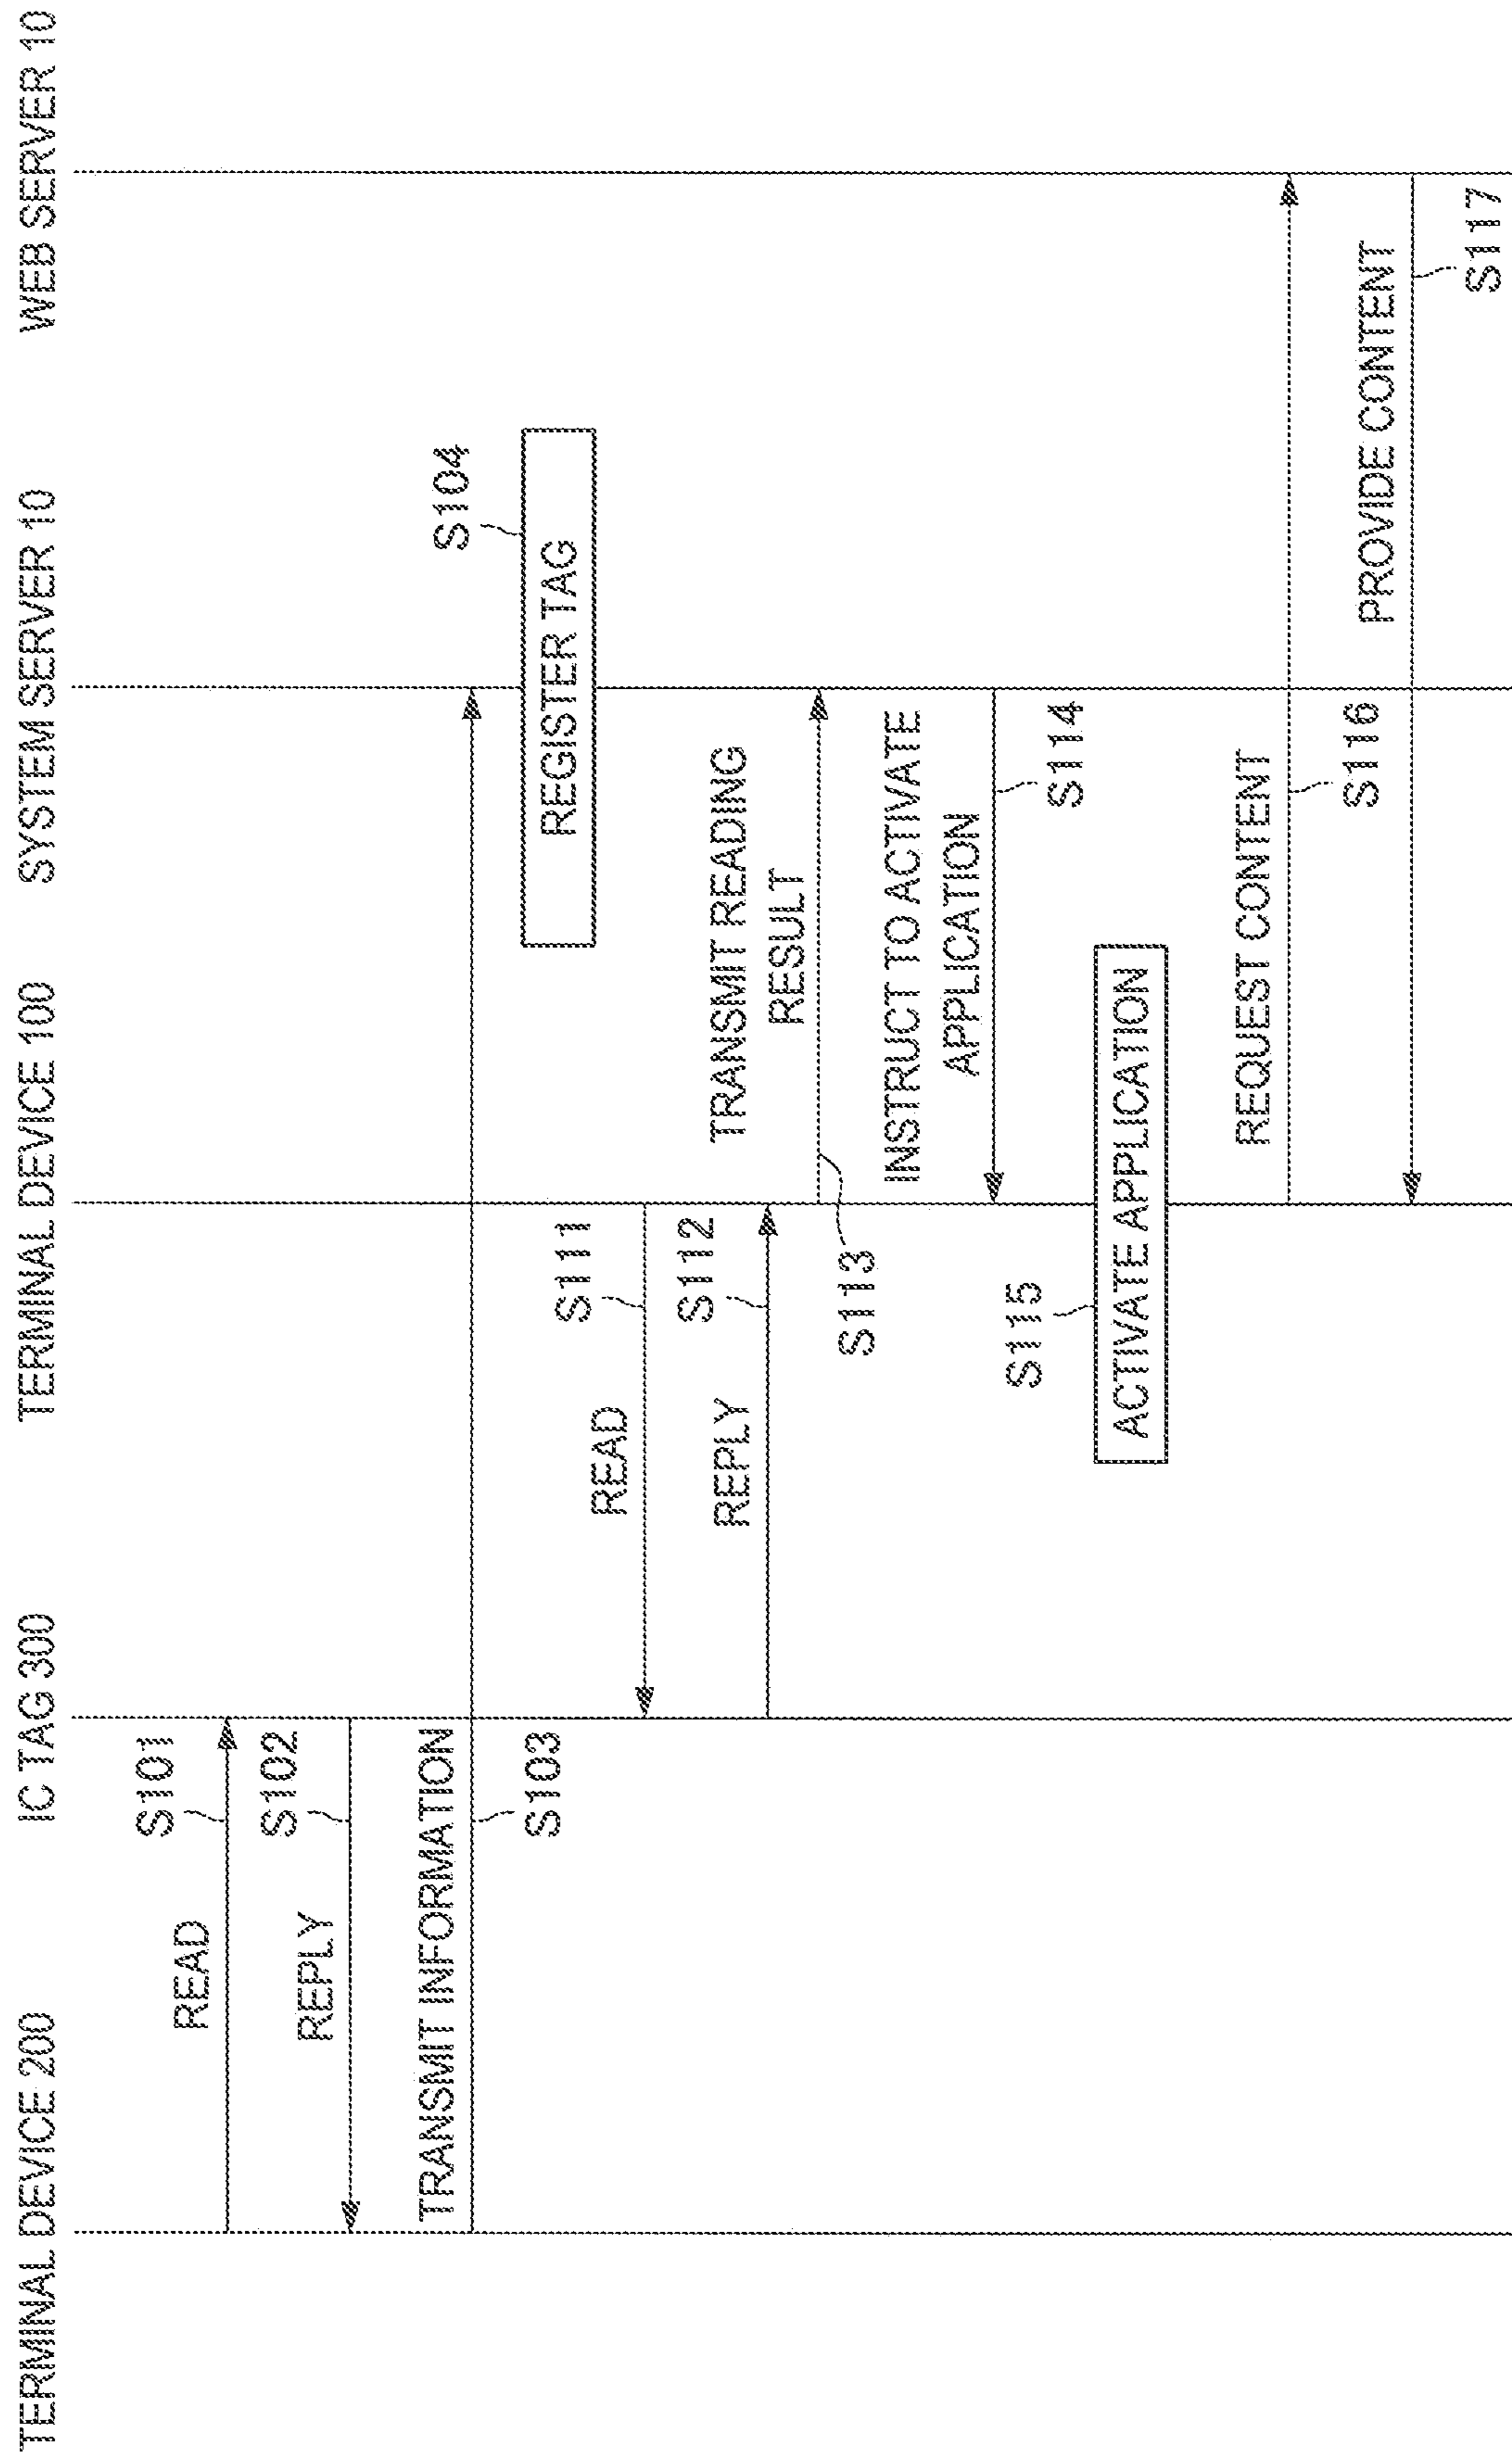 TERMINAL DEVICE 200
IC TAG 300
TERMINAL DEVICE 100
SYSTEM SERVER 10
WEB SERVER 10
S101
READ
S102
REPLY
TRANSMIT INFORMATION
S103
S104
REGISTER TAG
S111
READ
S112
REPLY
TRANSMIT READING
RESULT
S113
INSTRUCT TO ACTIVATE
APPLICATION
S114
S115
ACTIVATE APPLICATION
REQUEST CONTENT
S116
PROVIDE CONTENT
S117